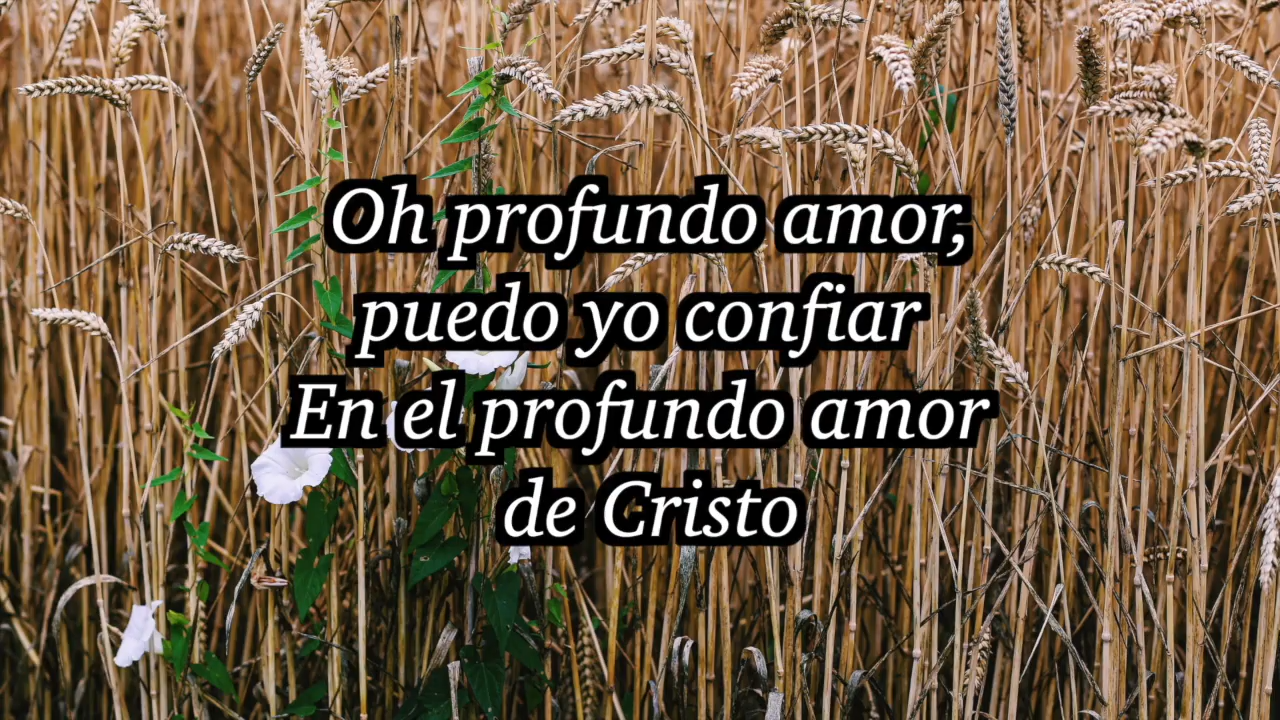 Oh profundo amor,
puedo yo confiar
En el profundo amor
de Cristo